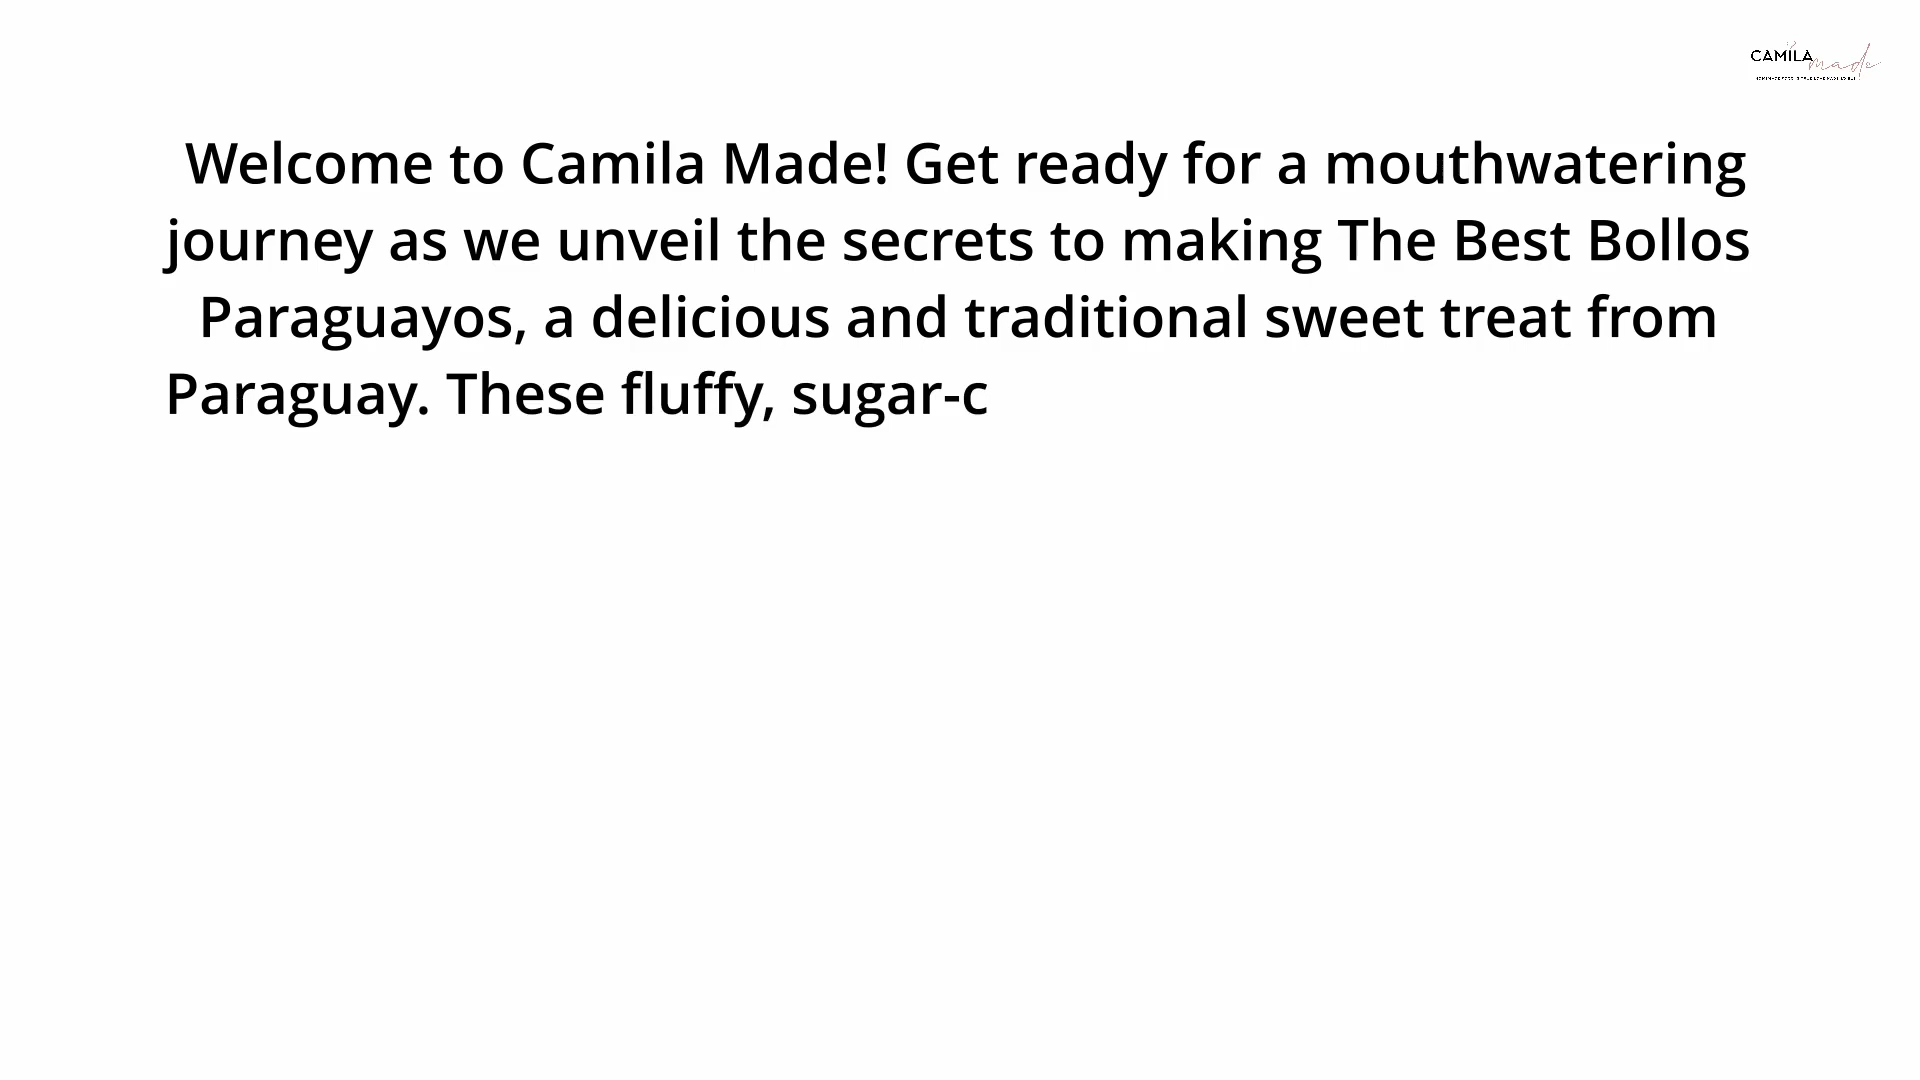 CAMILA made
Welcome to Camila Made! Get ready for a mouthwatering
journey as we unveil the secrets to making The Best Bollos
Paraguayos, a delicious and traditional sweet treat from
Paraguay. These fluffy, sugar-c